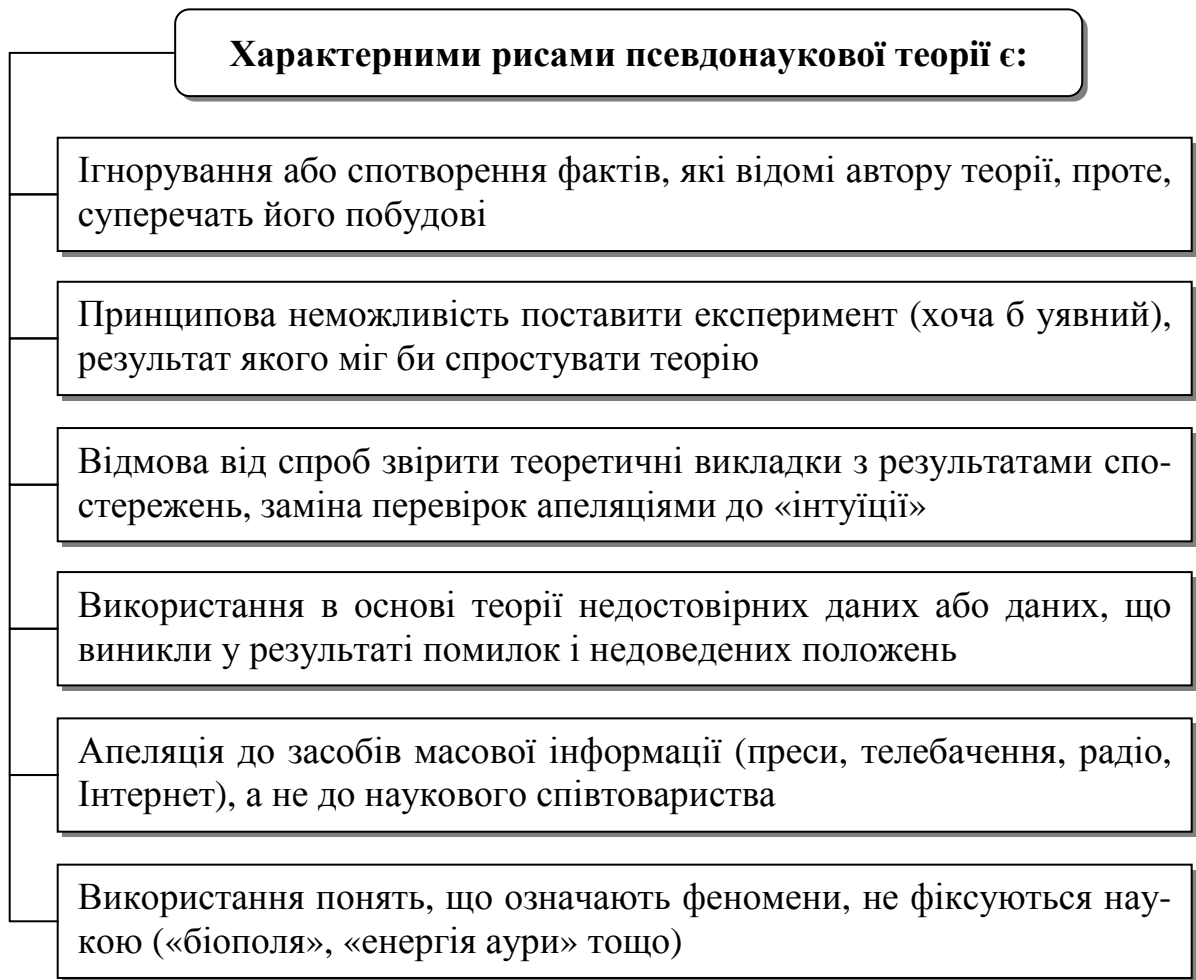 Характерними рисами псевдонаукової теорії є:
Ігнорування або спотворення фактів, які відомі автору теорії, проте,
суперечать його побудові
Принципова неможливість поставити експеримент (хоча б уявний),
результат якого міг би спростувати теорію
Відмова від спроб звірити теоретичні викладки з результатами спо-
стережень, заміна перевірок апеляціями до «інтуїції»
Використання в основі теорії недостовірних даних або даних, що
виникли у результаті помилок і недоведених положень
Апеляція до засобів масової інформації (преси, телебачення, радіо,
Інтернет), а не до наукового співтовариства
Використання понять, що означають феномени, не фіксуються нау-
кою («біополя», «енергія аури» тощо)